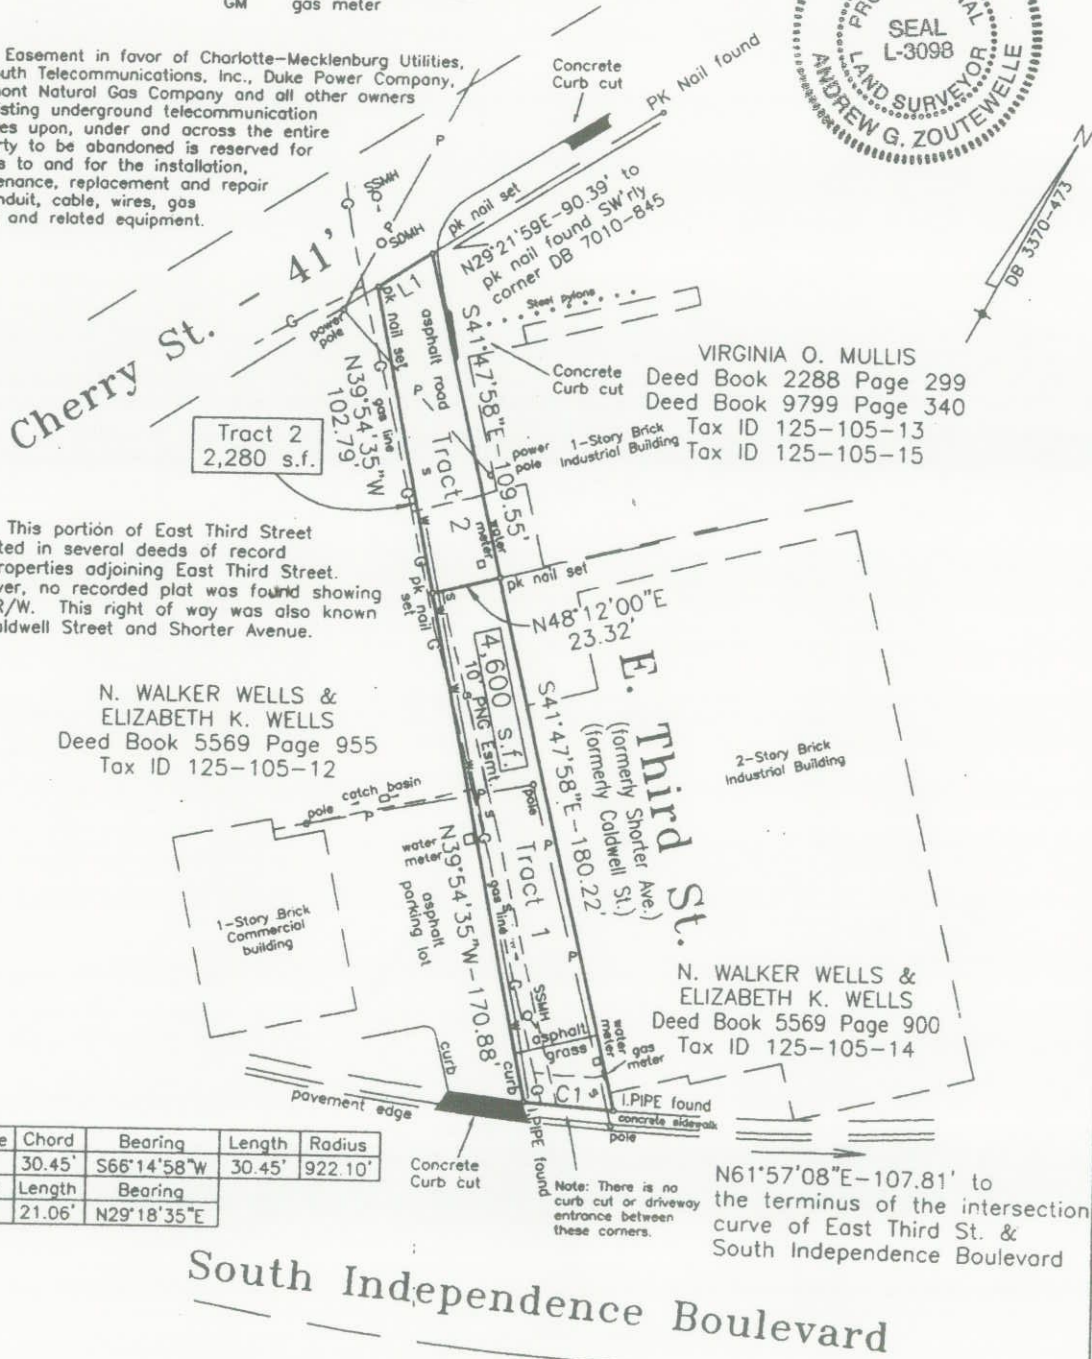 GM gas meter
Easement in favor of Charlotte-Mecklenburg Utilities,
uth Telecommunications, Inc., Duke Power Company,
ont Natural Gas Company and all other owners
sting underground telecommunication
es upon, under and across the entire
rty to be abandoned is reserved for
s to and for the installation,
enance, replacement and repair
nduit, cable, wires, gas
and related equipment.
Concrete
Curb cut
PK Nail found
SEAL
L-3098
LAND SURVEYOR
ANDREW G. ZOUTEWELLE
N
DB 3370-473
P
SSMH
G
P
SDMH
pk nail set
N29°21'59E-90.39' to
pk nail found SW'rly
corner DB 7010-845
Steel pylons
Cherry St. - 41'
G
power
pole
L1
pk nail set
asphalt road
P
S41°47'58"E-109.55'
N39°54'35"W
102.79'
gas line
G
Concrete
Curb cut
VIRGINIA O. MULLIS
Deed Book 2288 Page 299
Deed Book 9799 Page 340
Tax ID 125-105-13
Tax ID 125-105-15
1-Story Brick
Industrial Building
power
pole
Tract 2
2,280 s.f.
Tract 2
water
meter
This portion of East Third Street
ted in several deeds of record
roperties adjoining East Third Street.
ver, no recorded plat was found showing
R/W. This right of way was also known
aldwell Street and Shorter Avenue.
pk nail set
pk nail
set
N48°12'00"E
23.32'
4,600 s.f.
10' PNG Esmt.
S41°47'58"E-180.22'
E. Third St.
(formerly Shorter Ave.)
(formerly Caldwell St.)
2-Story Brick
Industrial Building
N. WALKER WELLS &
ELIZABETH K. WELLS
Deed Book 5569 Page 955
Tax ID 125-105-12
pole
catch basin
P
pole
P
water
meter
asphalt
parking lot
N39°54'35"W-170.88'
gas line
Tract 1
P
1-Story Brick
Commercial
building
SSMH
asphalt
grass
water
meter
gas
meter
N. WALKER WELLS &
ELIZABETH K. WELLS
Deed Book 5569 Page 900
Tax ID 125-105-14
curb
curb
C1
I.PIPE found
concrete sidewalk
pole
pavement edge
I.PIPE found
e Chord Bearing Length Radius
30.45' S66°14'58"W 30.45' 922.10'
Length Bearing
21.06' N29°18'35"E
Concrete
Curb cut
Note: There is no
curb cut or driveway
entrance between
these corners.
N61°57'08"E-107.81' to
the terminus of the intersection
curve of East Third St. &
South Independence Boulevard
South Independence Boulevard